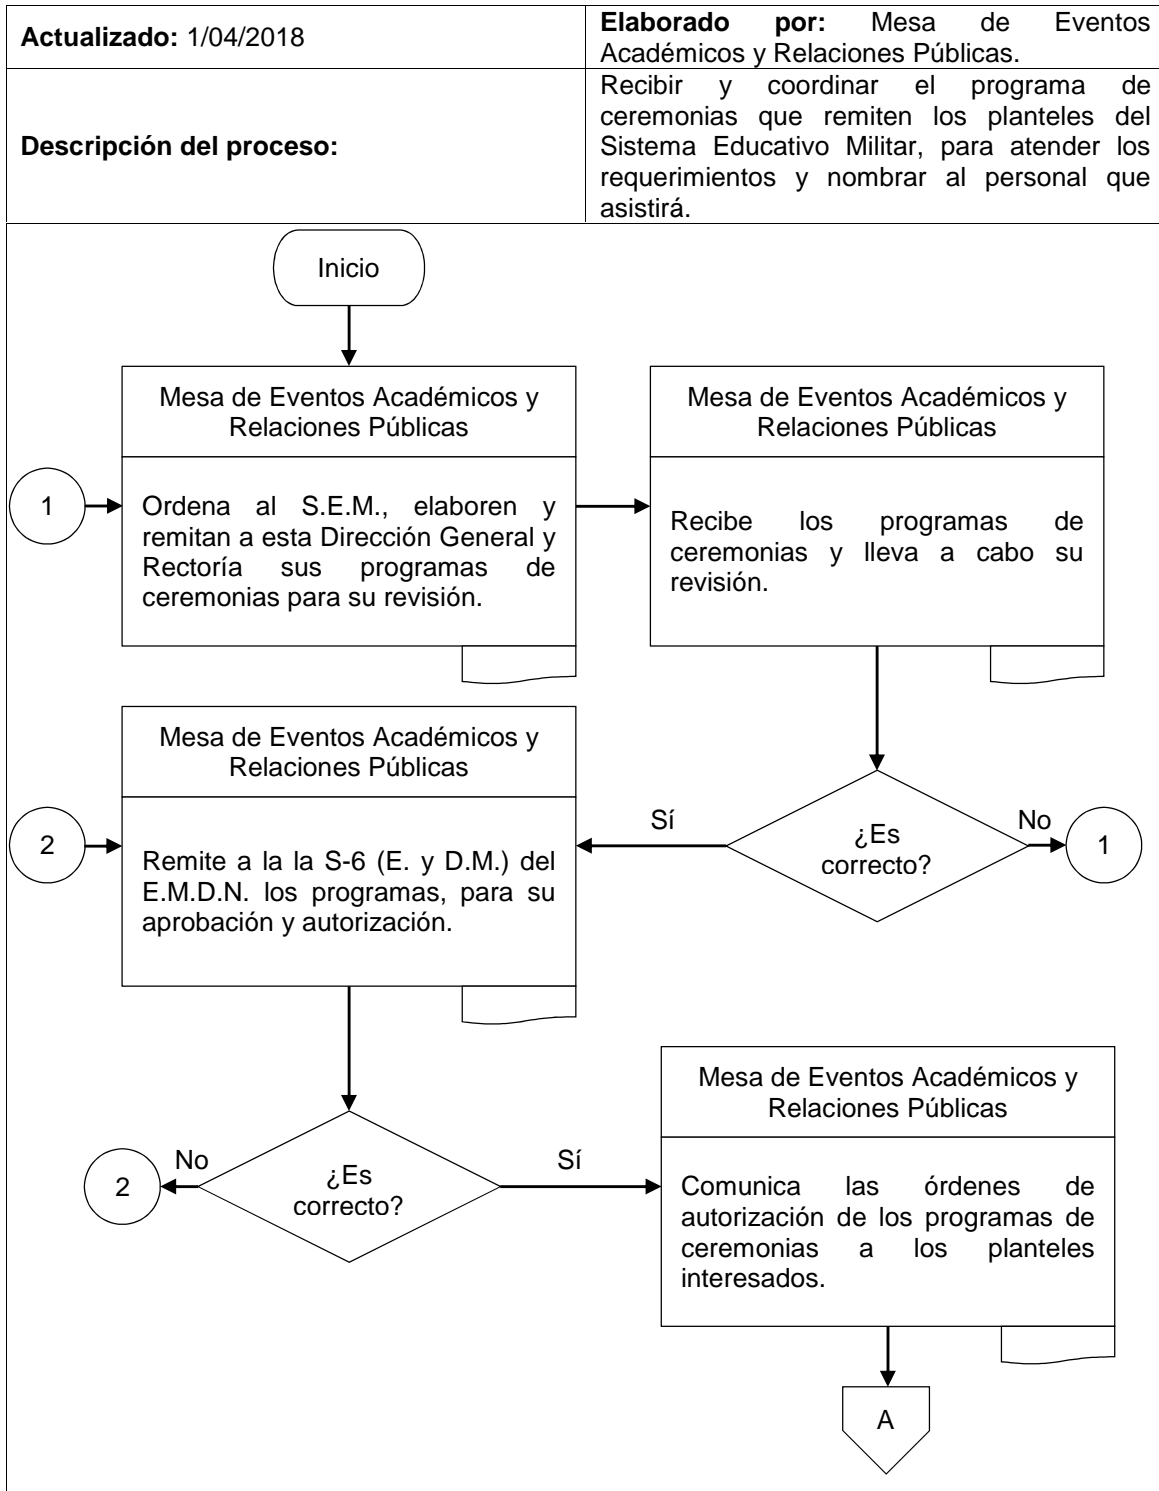 Actualizado: 1/04/2018
Elaborado por: Mesa de Eventos
Académicos y Relaciones Públicas.
Descripción del proceso:
Recibir y coordinar el programa de
ceremonias que remiten los planteles del
Sistema Educativo Militar, para atender los
requerimientos y nombrar al personal que
asistirá.
Inicio
Mesa de Eventos Académicos y
Relaciones Públicas
1
Ordena al S.E.M., elaboren y
remitan a esta Dirección General y
Rectoría sus programas de
ceremonias para su revisión.
Mesa de Eventos Académicos y
Relaciones Públicas
Recibe los programas de
ceremonias y lleva a cabo su
revisión.
¿Es
correcto?
No
1
Sí
Mesa de Eventos Académicos y
Relaciones Públicas
2
Remite a la la S-6 (E. y D.M.) del
E.M.D.N. los programas, para su
aprobación y autorización.
¿Es
correcto?
No
2
Sí
Mesa de Eventos Académicos y
Relaciones Públicas
Comunica las órdenes de
autorización de los programas de
ceremonias a los planteles
interesados.
A